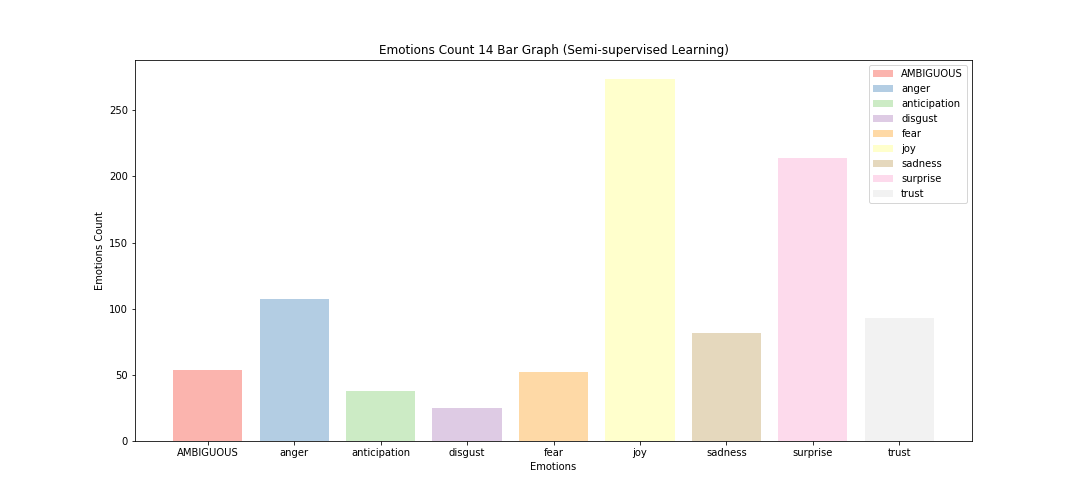 Emotions Count 14 Bar Graph (Semi-supervised Learning)
AMBIGUOUS
anger
anticipation
disgust
fear
joy
sadness
surprise
trust
Emotions Count
250
200
150
100
50
0
AMBIGUOUS anger anticipation disgust fear joy sadness surprise trust
Emotions